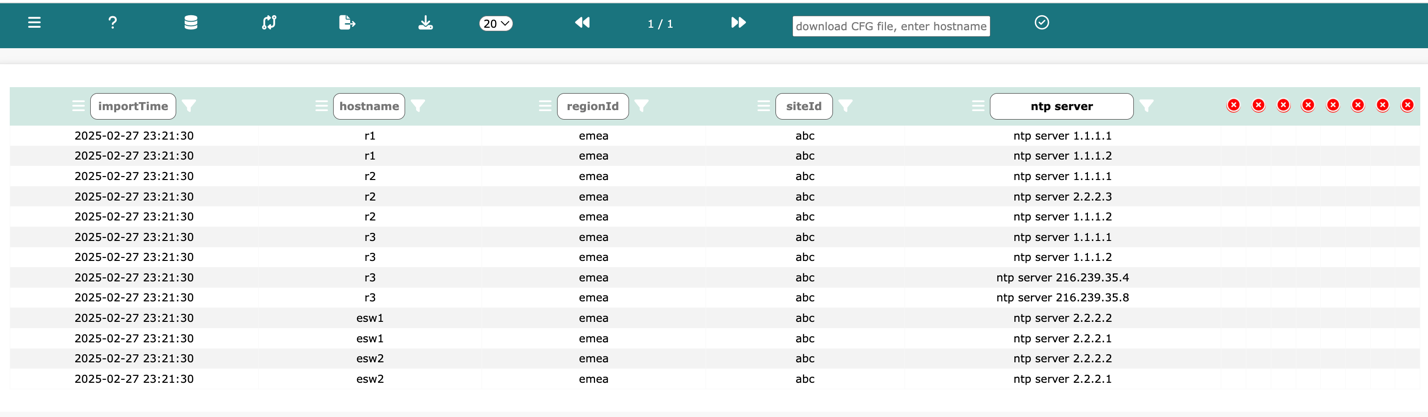 20 1 / 1 download CFG file, enter hostname
importTime hostname regionId siteId ntp server
2025-02-27 23:21:30 r1 emea abc ntp server 1.1.1.1
2025-02-27 23:21:30 r1 emea abc ntp server 1.1.1.2
2025-02-27 23:21:30 r2 emea abc ntp server 1.1.1.1
2025-02-27 23:21:30 r2 emea abc ntp server 2.2.2.3
2025-02-27 23:21:30 r2 emea abc ntp server 1.1.1.2
2025-02-27 23:21:30 r3 emea abc ntp server 1.1.1.1
2025-02-27 23:21:30 r3 emea abc ntp server 1.1.1.2
2025-02-27 23:21:30 r3 emea abc ntp server 216.239.35.4
2025-02-27 23:21:30 r3 emea abc ntp server 216.239.35.8
2025-02-27 23:21:30 esw1 emea abc ntp server 2.2.2.2
2025-02-27 23:21:30 esw1 emea abc ntp server 2.2.2.1
2025-02-27 23:21:30 esw2 emea abc ntp server 2.2.2.2
2025-02-27 23:21:30 esw2 emea abc ntp server 2.2.2.1